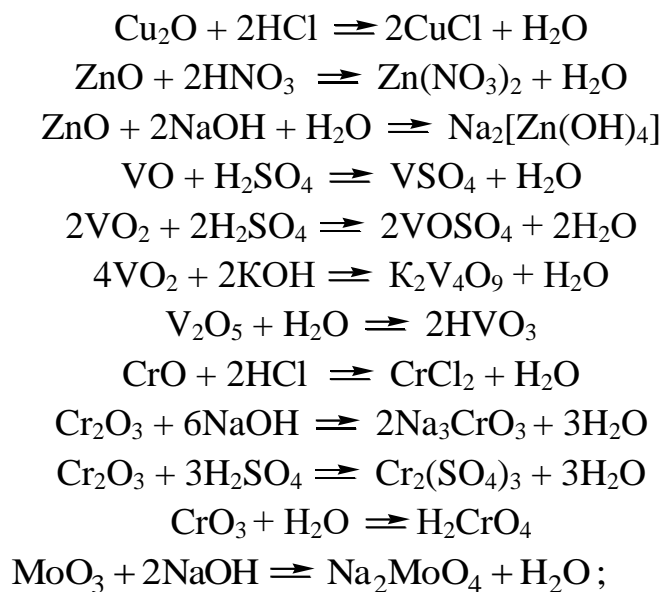 Cu₂O + 2HCl ⇌ 2CuCl + H₂O
ZnO + 2HNO₃ ⇌ Zn(NO₃)₂ + H₂O
ZnO + 2NaOH + H₂O ⇌ Na₂[Zn(OH)₄]
VO + H₂SO₄ ⇌ VSO₄ + H₂O
2VO₂ + 2H₂SO₄ ⇌ 2VOSO₄ + 2H₂O
4VO₂ + 2КОН ⇌ К₂V₄O₉ + H₂O
V₂O₅ + H₂O ⇌ 2HVO₃
CrO + 2HCl ⇌ CrCl₂ + H₂O
Cr₂O₃ + 6NaOH ⇌ 2Na₃CrO₃ + 3H₂O
Cr₂O₃ + 3H₂SO₄ ⇌ Cr₂(SO₄)₃ + 3H₂O
CrO₃ + H₂O ⇌ H₂CrO₄
MoO₃ + 2NaOH ⇌ Na₂MoO₄ + H₂O ;